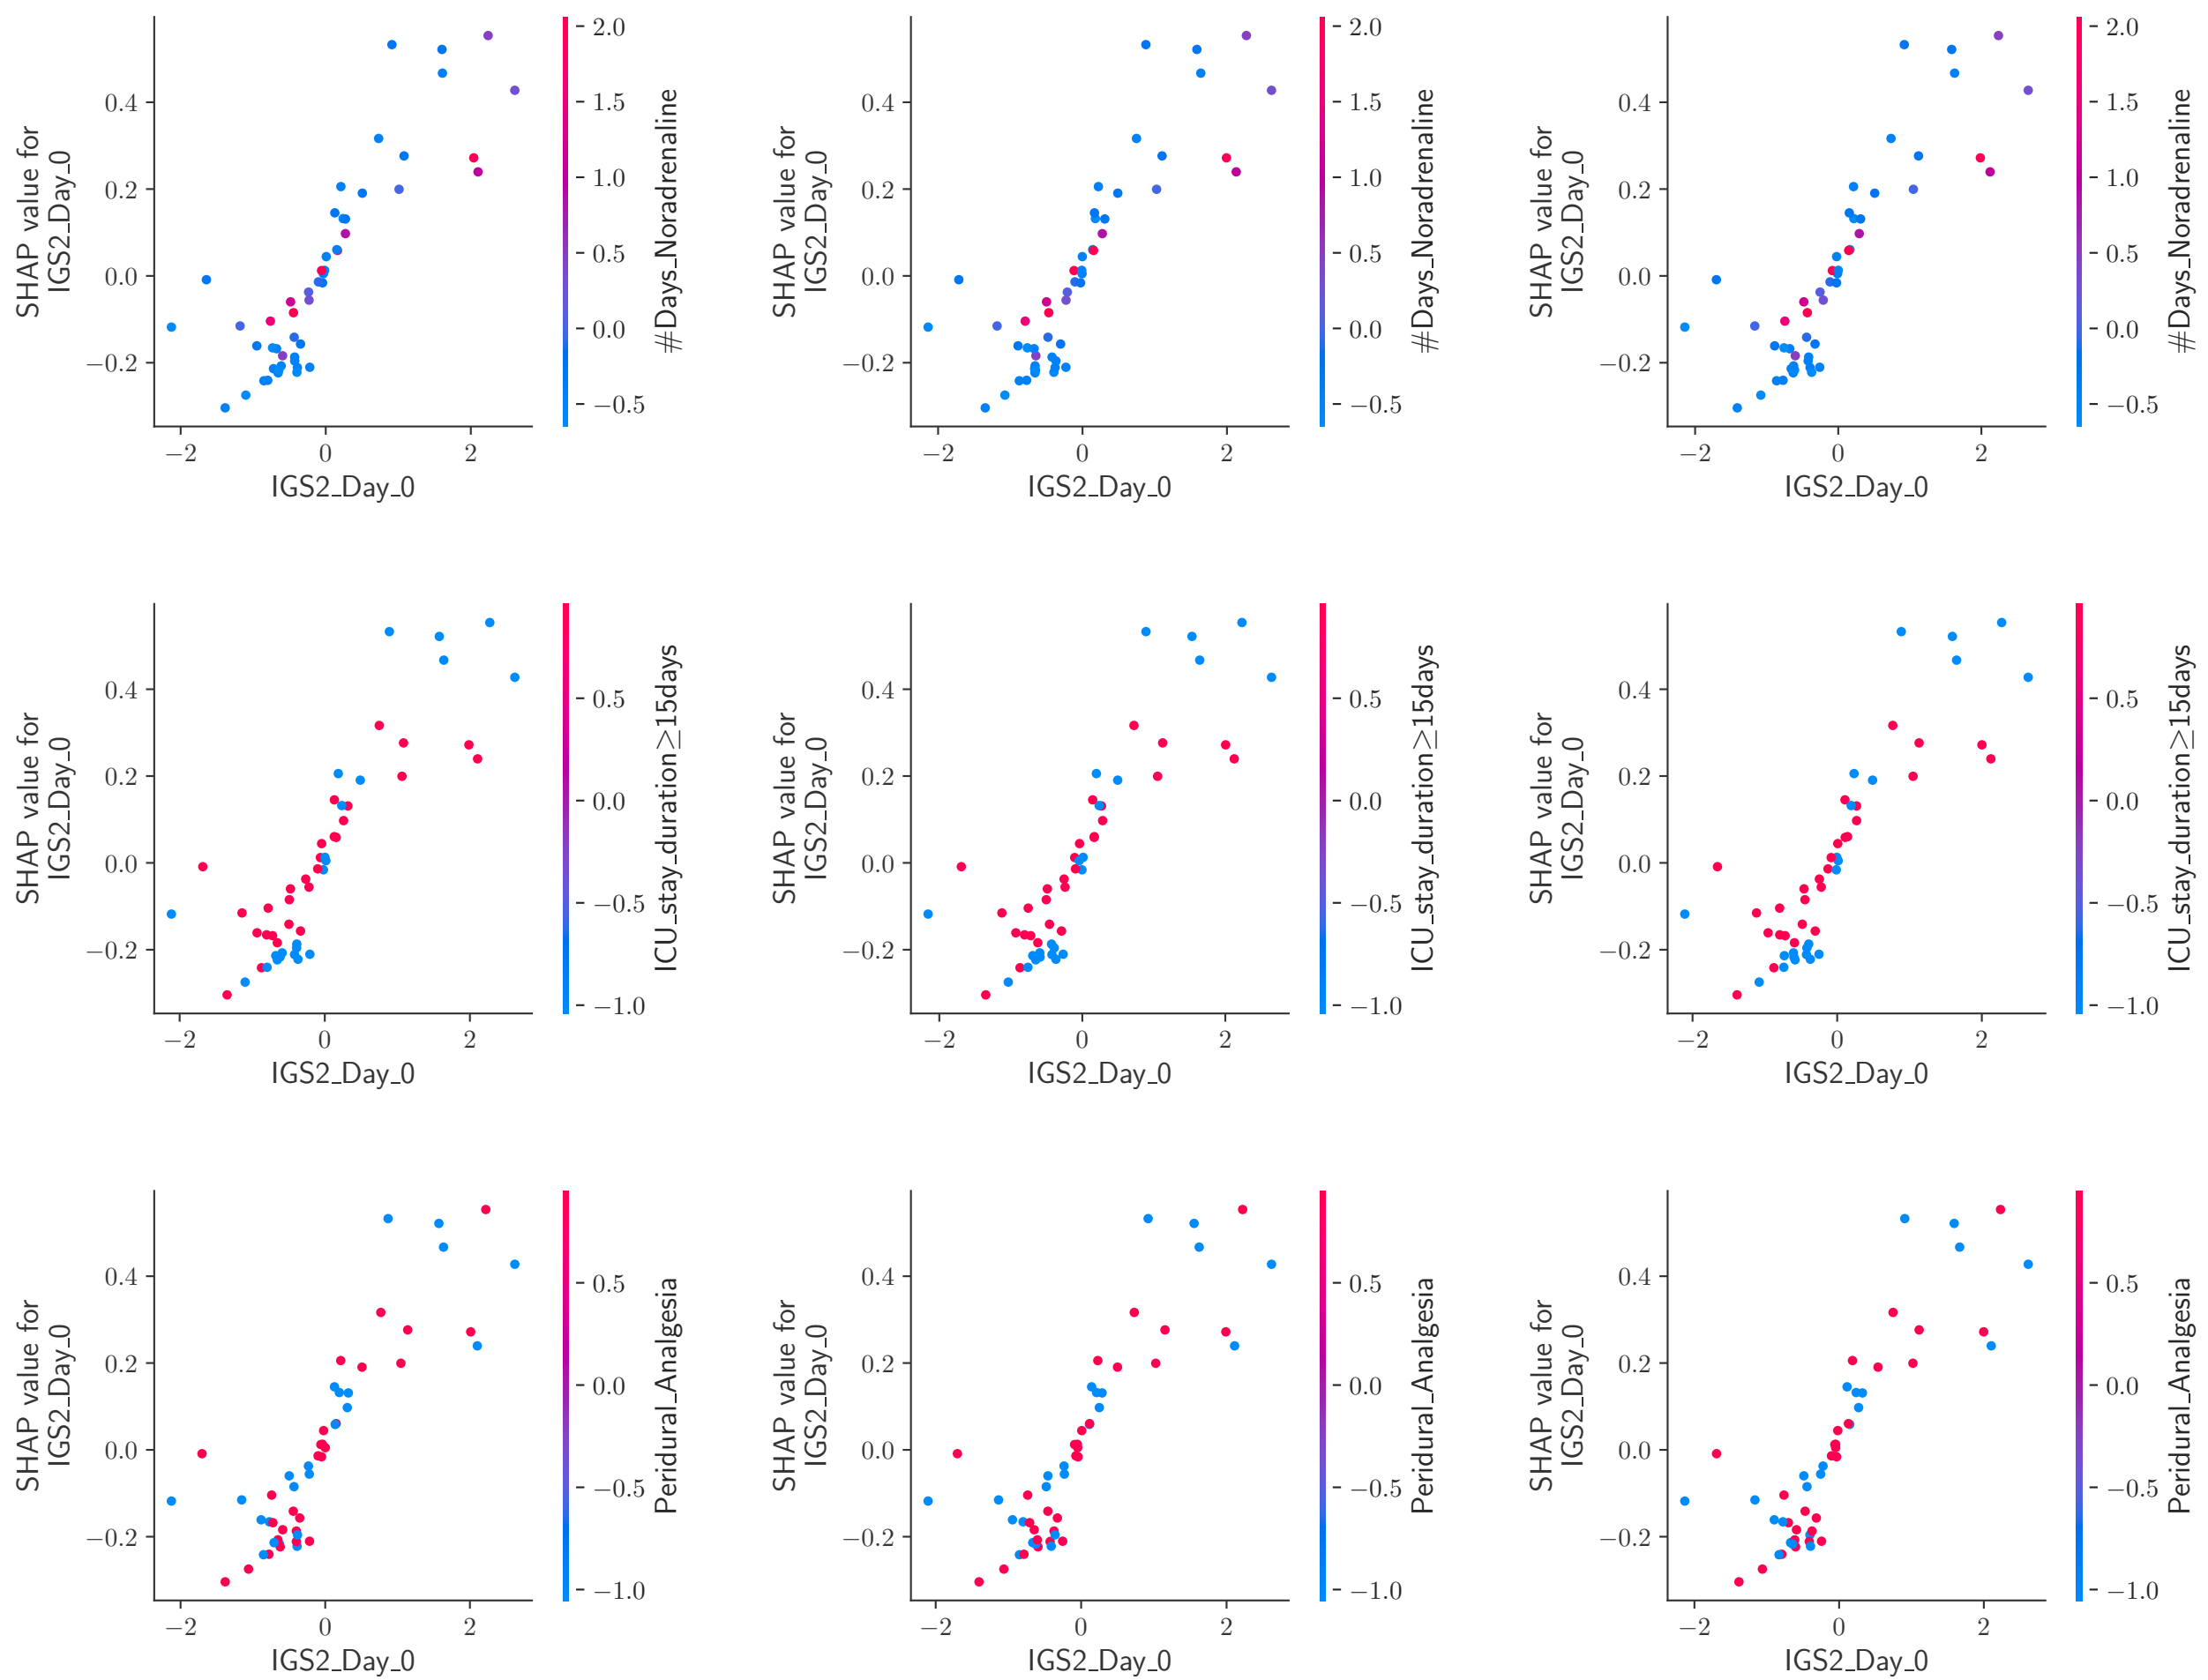 0.4
0.2
0.0
−0.2
−2
0
2
SHAP value for
IGS2_Day_0
IGS2_Day_0
2.0
1.5
1.0
0.5
0.0
−0.5
#Days_Noradrenaline
0.4
0.2
0.0
−0.2
−2
0
2
SHAP value for
IGS2_Day_0
IGS2_Day_0
2.0
1.5
1.0
0.5
0.0
−0.5
#Days_Noradrenaline
0.4
0.2
0.0
−0.2
−2
0
2
SHAP value for
IGS2_Day_0
IGS2_Day_0
2.0
1.5
1.0
0.5
0.0
−0.5
#Days_Noradrenaline
0.4
0.2
0.0
−0.2
−2
0
2
SHAP value for
IGS2_Day_0
IGS2_Day_0
0.5
0.0
−0.5
−1.0
ICU_stay_duration≥15days
0.4
0.2
0.0
−0.2
−2
0
2
SHAP value for
IGS2_Day_0
IGS2_Day_0
0.5
0.0
−0.5
−1.0
ICU_stay_duration≥15days
0.4
0.2
0.0
−0.2
−2
0
2
SHAP value for
IGS2_Day_0
IGS2_Day_0
0.5
0.0
−0.5
−1.0
ICU_stay_duration≥15days
0.4
0.2
0.0
−0.2
−2
0
2
SHAP value for
IGS2_Day_0
IGS2_Day_0
0.5
0.0
−0.5
−1.0
Peridural_Analgesia
0.4
0.2
0.0
−0.2
−2
0
2
SHAP value for
IGS2_Day_0
IGS2_Day_0
0.5
0.0
−0.5
−1.0
Peridural_Analgesia
0.4
0.2
0.0
−0.2
−2
0
2
SHAP value for
IGS2_Day_0
IGS2_Day_0
0.5
0.0
−0.5
−1.0
Peridural_Analgesia